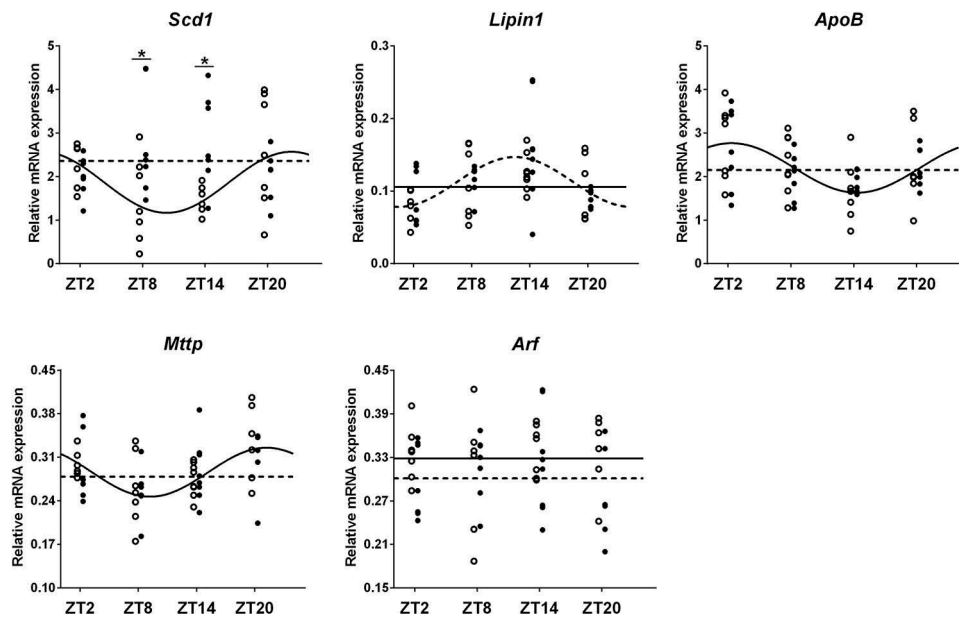 Scd1
Relative mRNA expression
5
4
3
2
1
0
* *
ZT2 ZT8 ZT14 ZT20
Lipin1
Relative mRNA expression
0.3
0.2
0.1
0.0
ZT2 ZT8 ZT14 ZT20
ApoB
Relative mRNA expression
5
4
3
2
1
0
ZT2 ZT8 ZT14 ZT20
Mttp
Relative mRNA expression
0.45
0.38
0.31
0.24
0.17
0.10
ZT2 ZT8 ZT14 ZT20
Arf
Relative mRNA expression
0.45
0.39
0.33
0.27
0.21
0.15
ZT2 ZT8 ZT14 ZT20